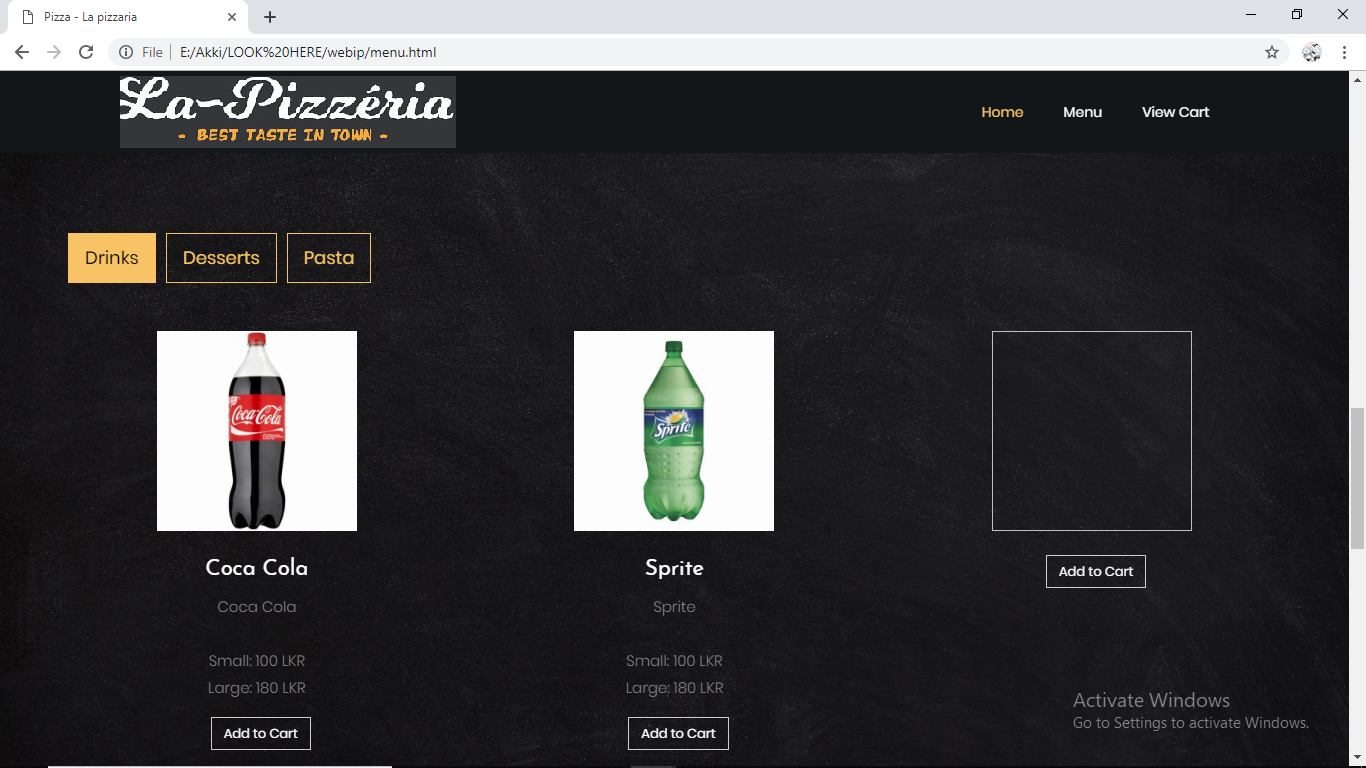 Pizza - La pizzaria
File
E:/Akki/LOOK%20HERE/webip/menu.html
La-Pizzéria
- BEST TASTE IN TOWN -
Home Menu View Cart
Drinks Desserts Pasta
Coca-Cola
Sprite
Coca Cola Sprite
Add to Cart
Coca Cola Sprite
Small: 100 LKR Small: 100 LKR
Large: 180 LKR Large: 180 LKR
Activate Windows
Go to Settings to activate Windows.
Add to Cart Add to Cart